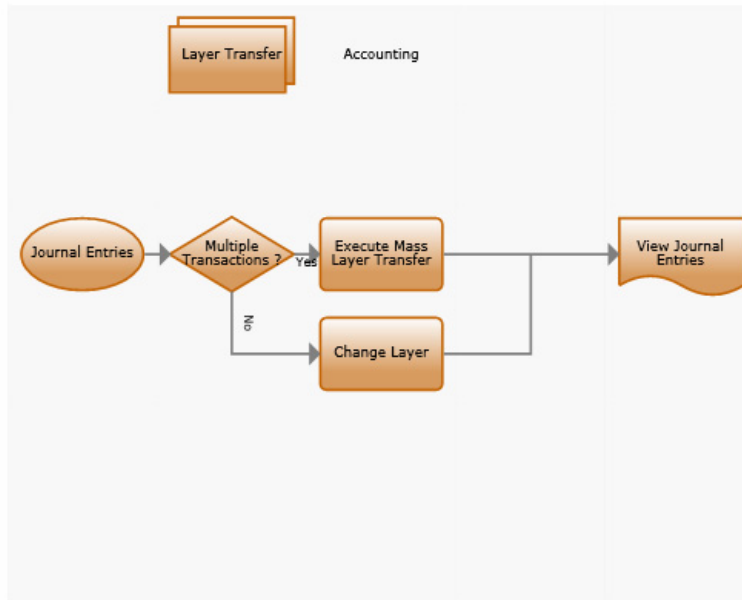 Layer Transfer
Accounting
Journal Entries
Multiple
Transactions ?
Yes
No
Execute Mass
Layer Transfer
Change Layer
View Journal
Entries